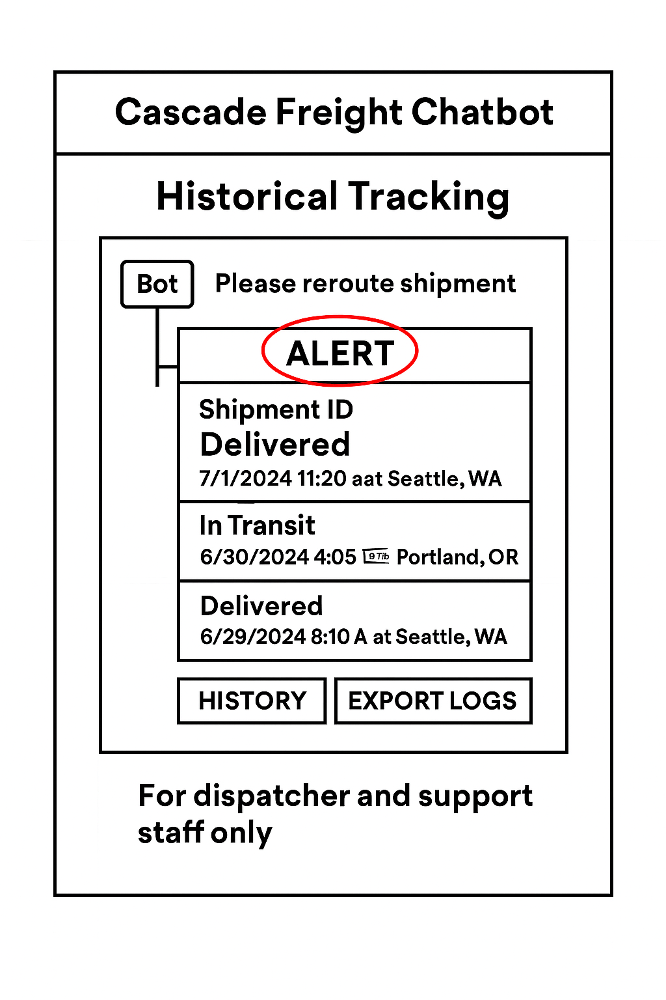 Cascade Freight Chatbot
Historical Tracking
Bot
Please reroute shipment
ALERT
Shipment ID
Delivered
7/1/2024 11:20 aat Seattle, WA
In Transit
6/30/2024 4:05 Portland, OR
Delivered
6/29/2024 8:10 A at Seattle, WA
HISTORY
EXPORT LOGS
For dispatcher and support
staff only